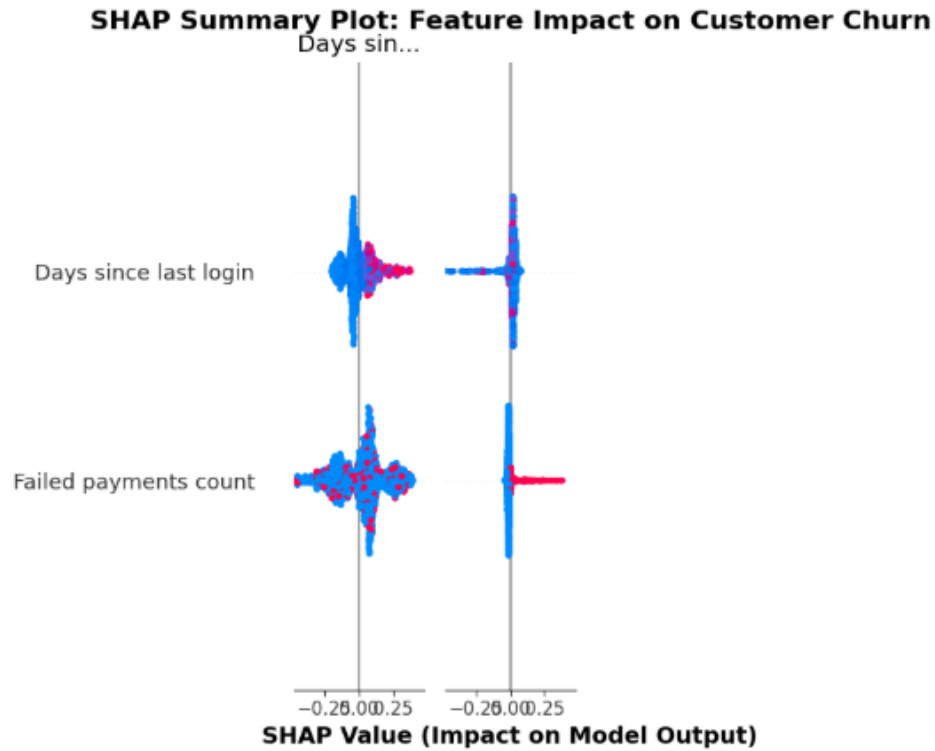 SHAP Summary Plot: Feature Impact on Customer Churn
Days sin...
Days since last login
Failed payments count
0.25
0.25
SHAP Value (Impact on Model Output)